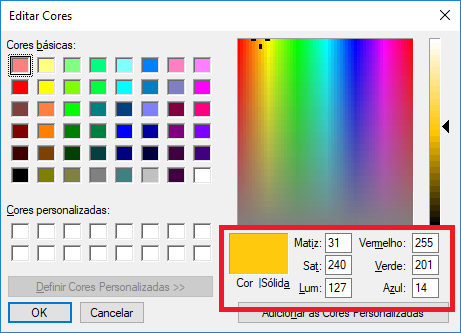 Editar Cores
Cores básicas:
Cores personalizadas:
Definir Cores Personalizadas >>
OK
Cancelar
Matiz: 31
Vermelho: 255
Sat: 240
Verde: 201
Cor |Sólida
Lum: 127
Azul: 14
Adicionar às Cores Personalizadas